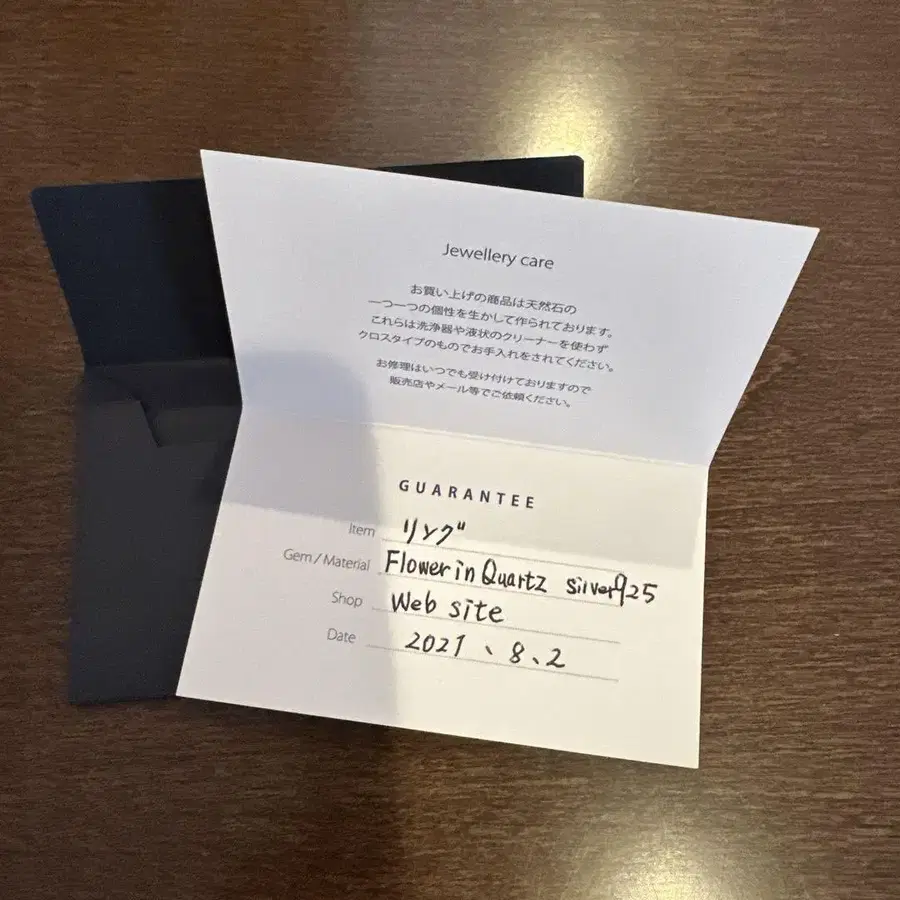 Jewellery care
お買い上げの商品は天然石の
一つ一つの個性を生かして作られております。
これらは洗浄器や液状のクリーナーを使わず
クロスタイプのものでお手入れをされてください。
お修理はいつでも受け付けておりますので
販売店やメール等でご依頼ください。
GUARANTEE
Item リング
Gem / Material Flower in Quartz silver925
Shop Web site
Date 2021、8、2